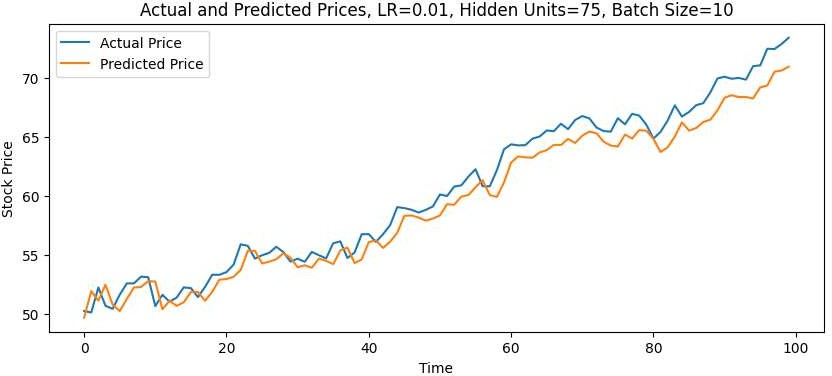 Actual and Predicted Prices, LR=0.01, Hidden Units=75, Batch Size=10
Actual Price
Predicted Price
Stock Price
70
65
60
55
50
0 20 40 60 80 100
Time